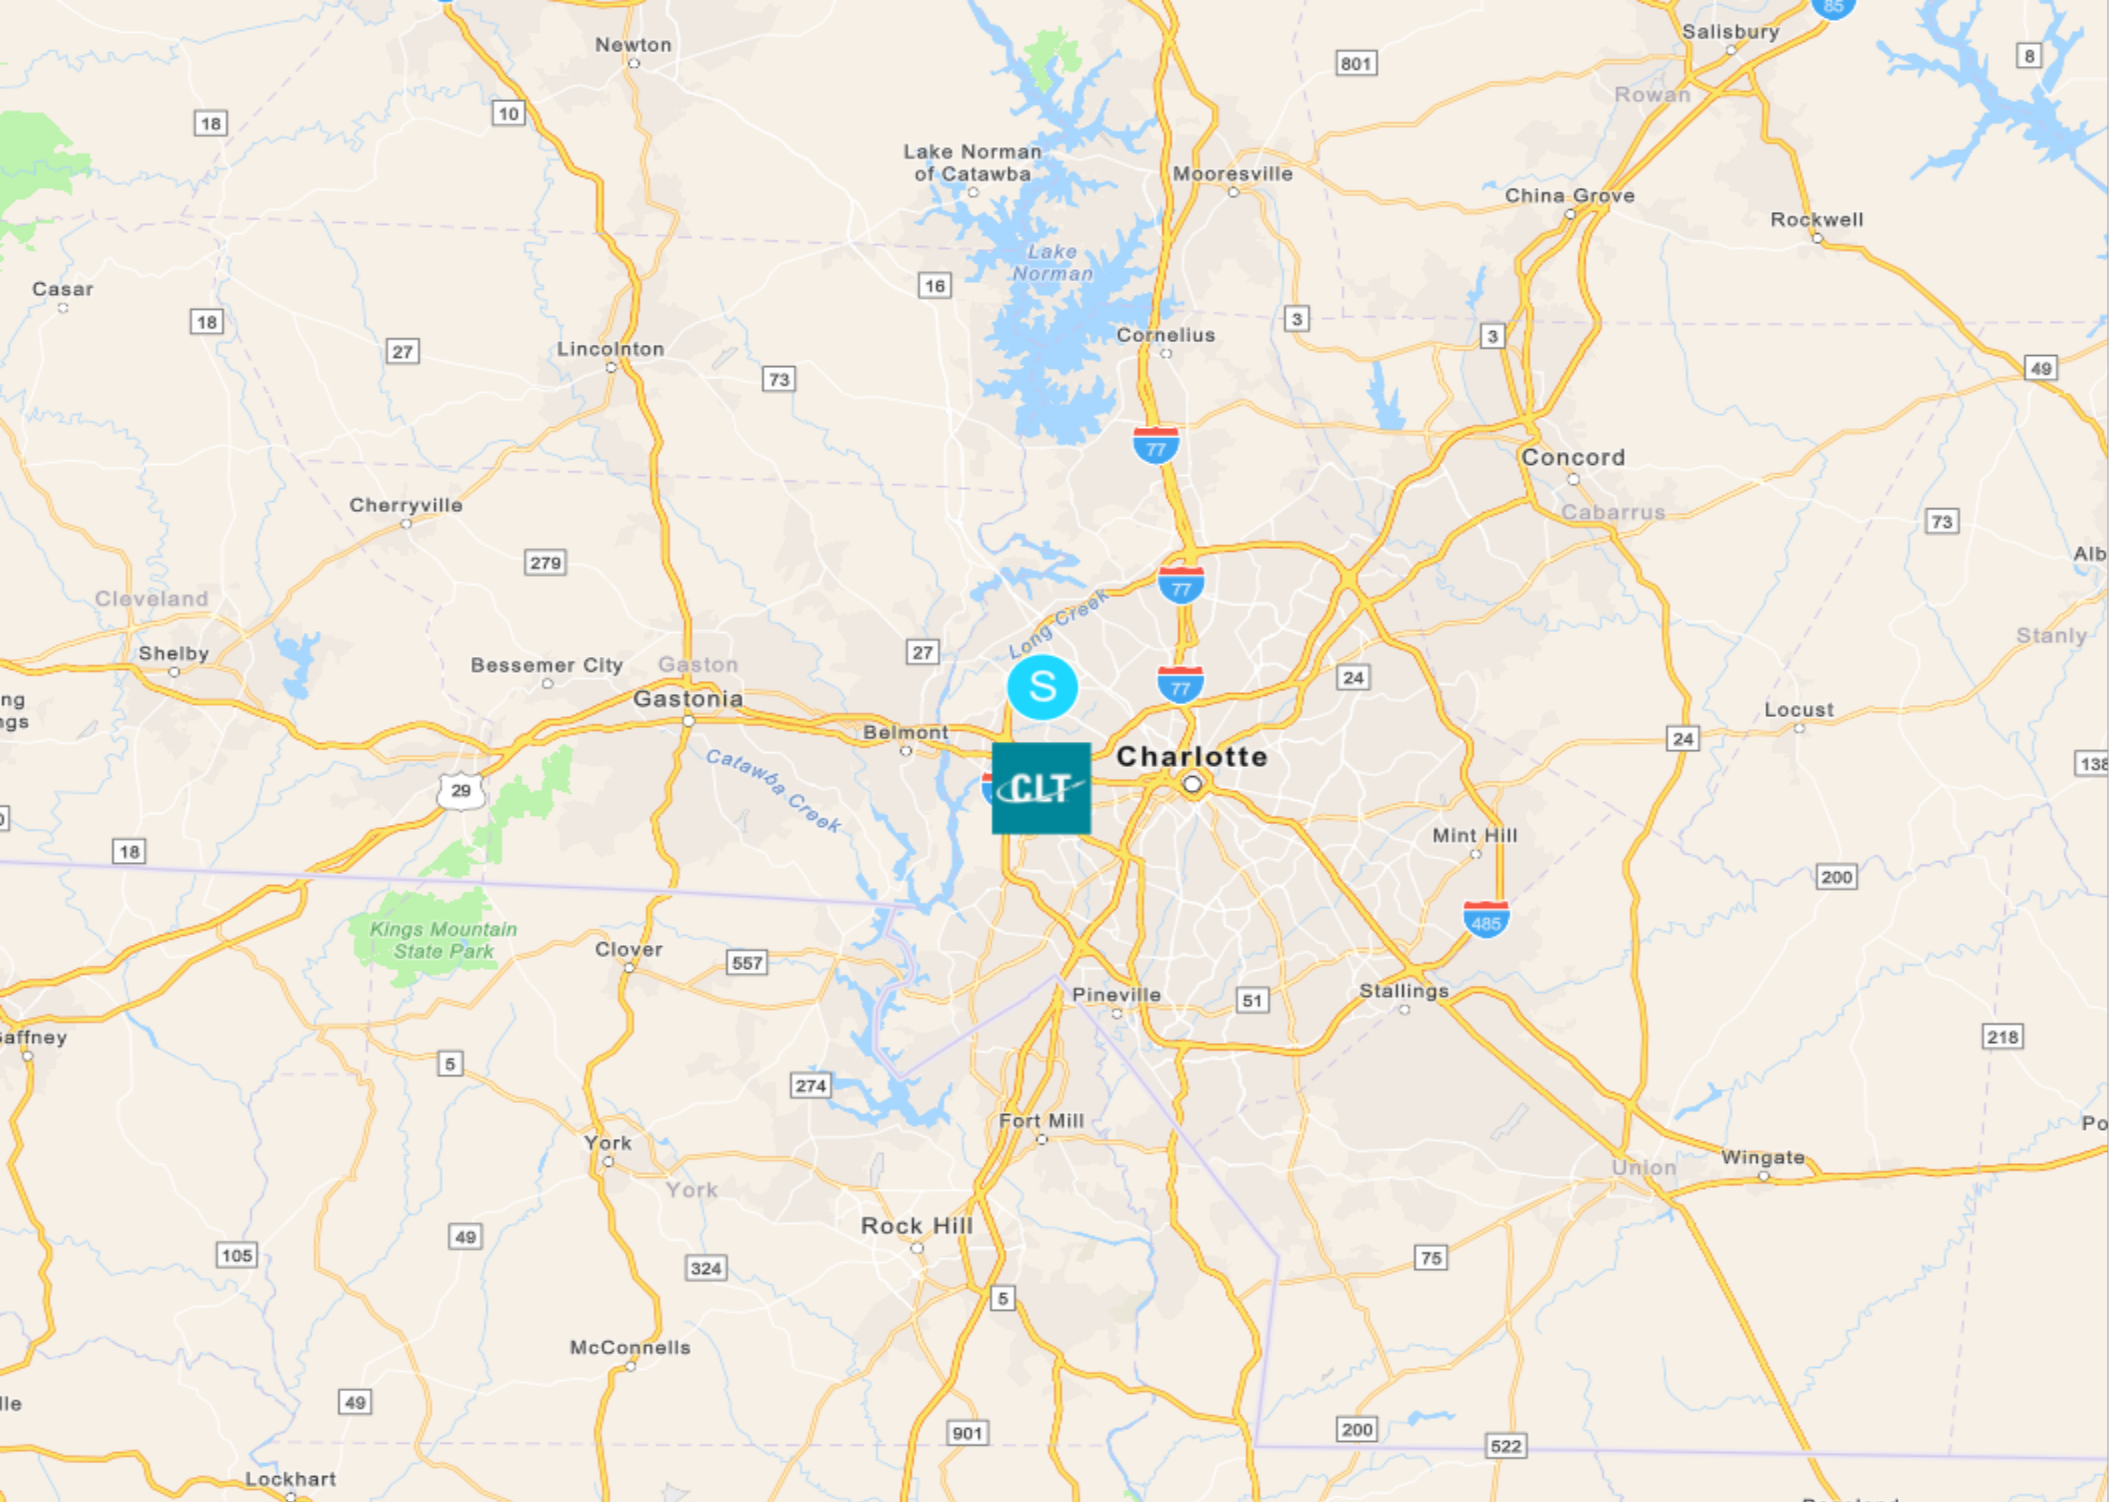 85
Salisbury
Newton
8
801
Rowan
10
18
Lake Norman
of Catawba
Mooresville
China Grove
Rockwell
Lake
Norman
Casar
16
18
3
3
Cornelius
27
Lincolnton
73
49
77
Concord
Cherryville
Cabarrus
73
279
Alb
77
Cleveland
Long Creek
Stanly
Shelby
27
Bessemer City
Gaston
24
S
77
ng
Gastonia
Locust
ngs
Belmont
24
Charlotte
138
Catawba Creek
29
CLT
Mint Hill
18
200
485
Kings Mountain
State Park
Clover
557
Pineville
51
Stallings
218
affney
5
274
Fort Mill
Po
York
Wingate
Union
York
Rock Hill
49
105
75
324
5
McConnells
49
lle
200
901
522
Lockhart